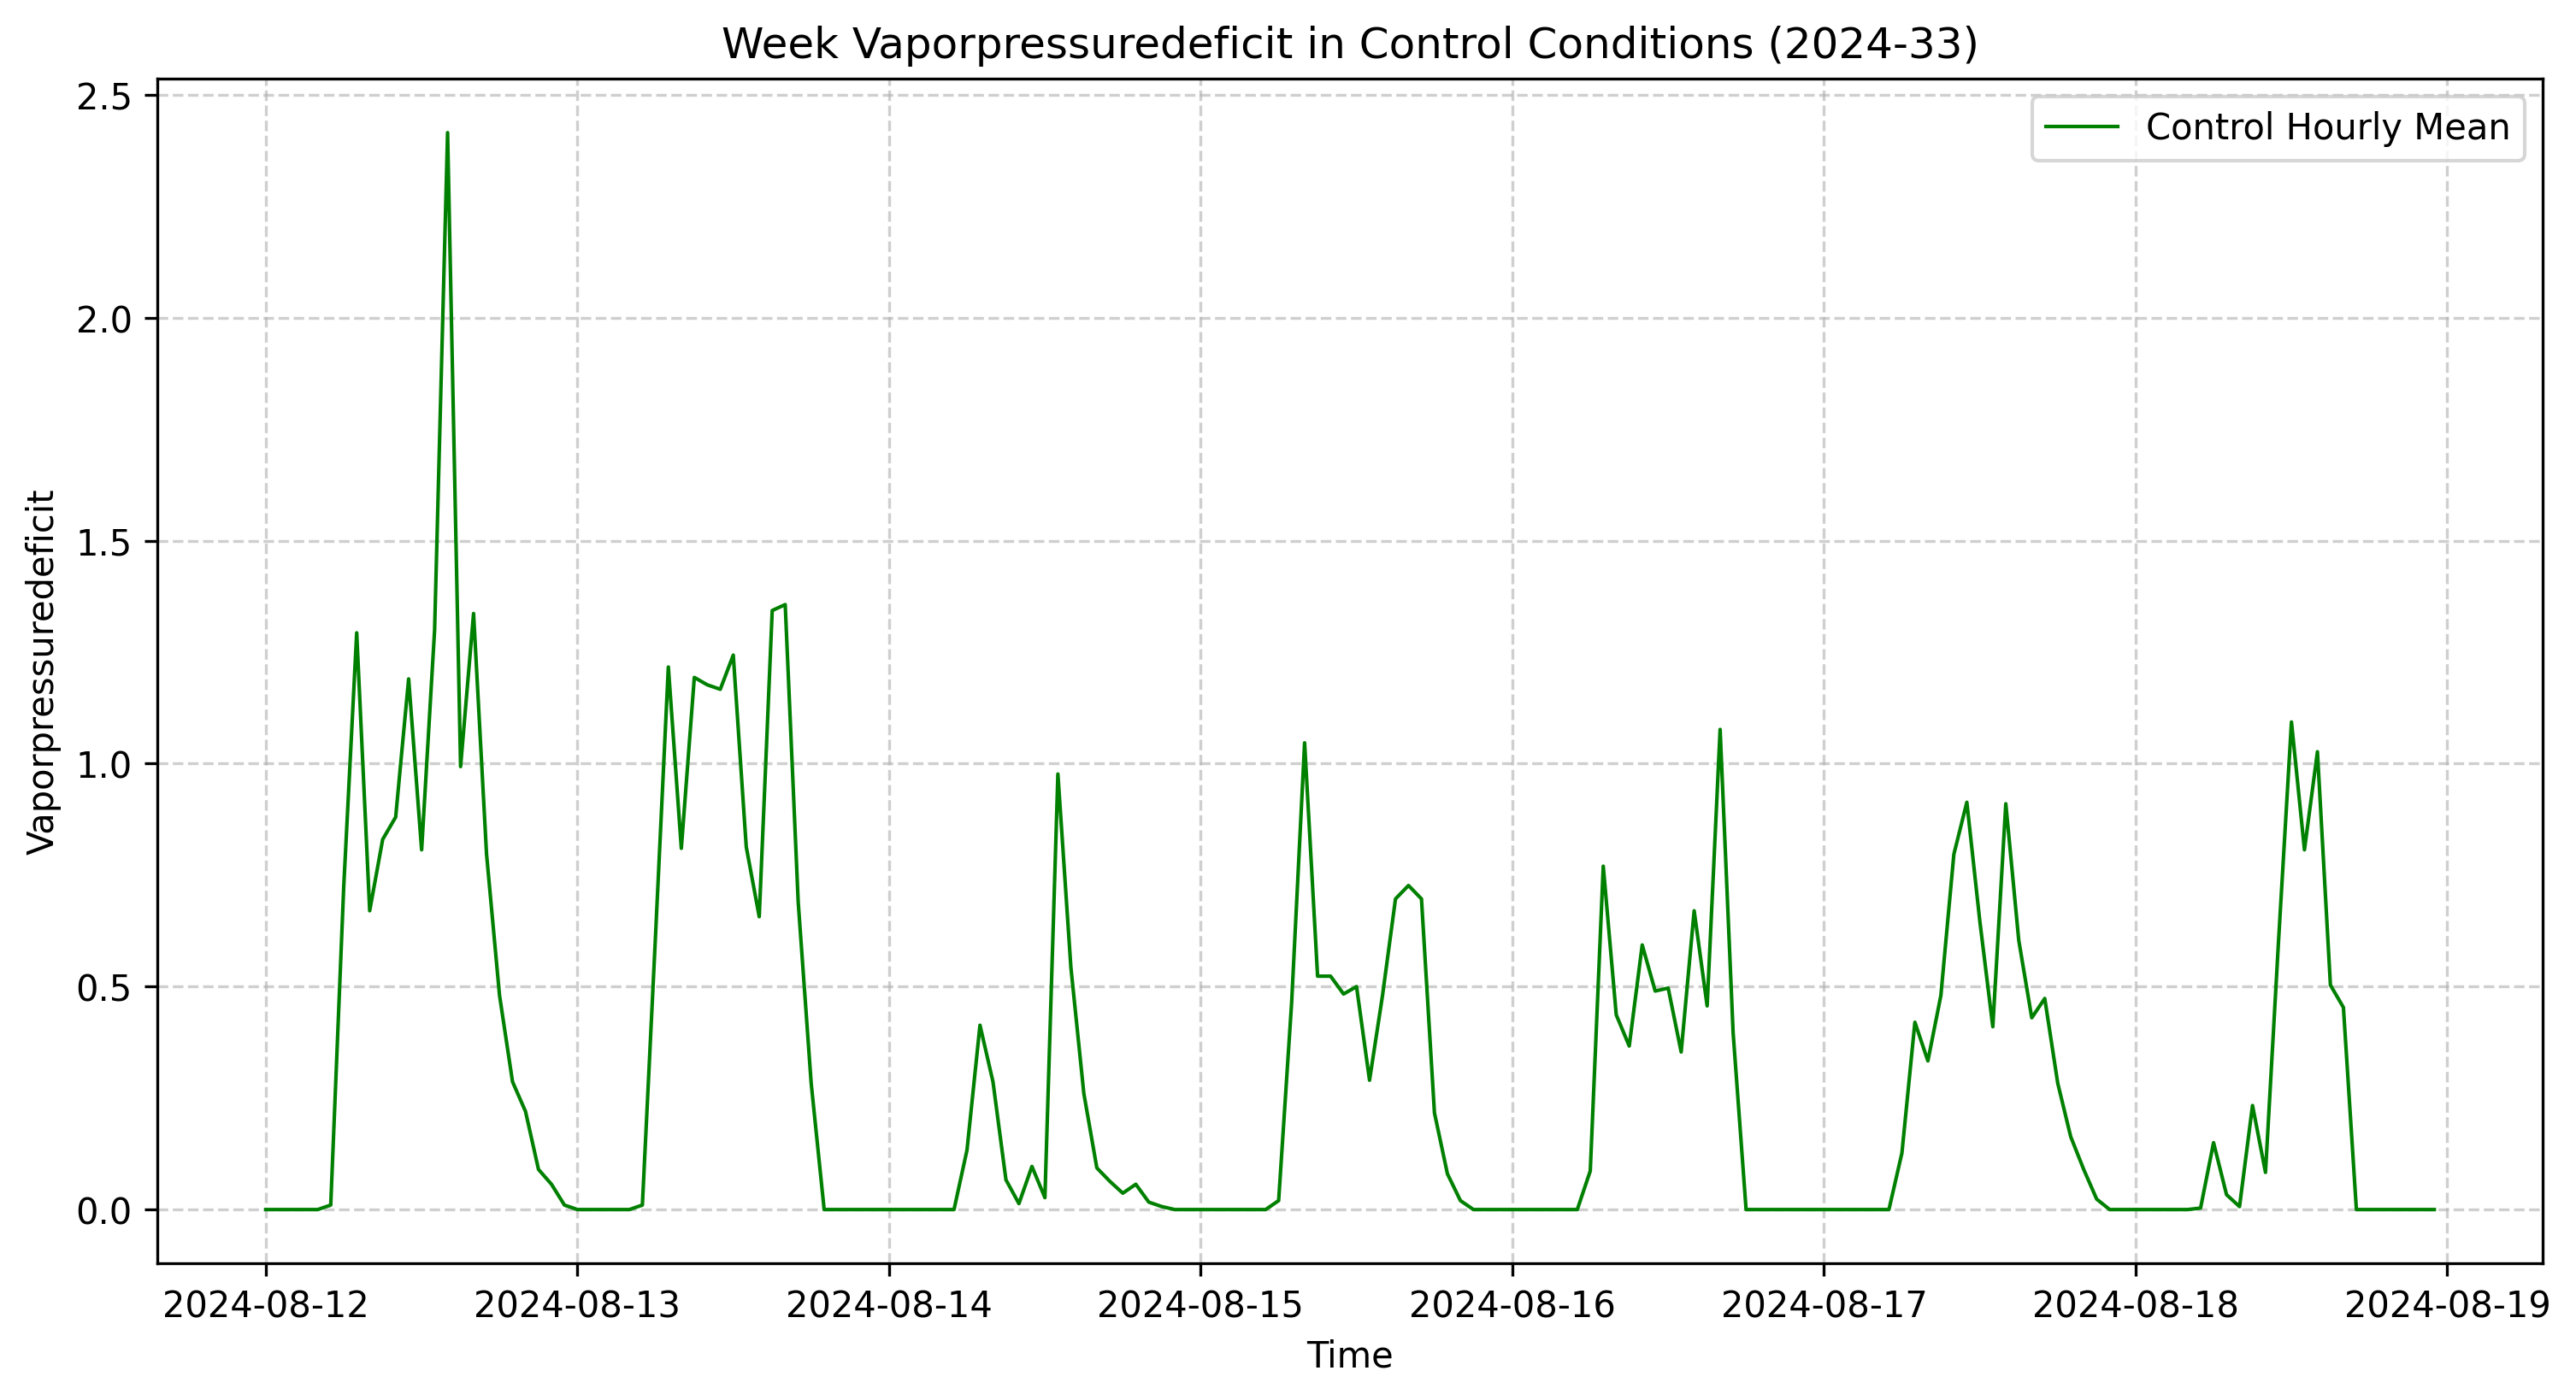 Week Vaporpressuredeficit in Control Conditions (2024-33)
Control Hourly Mean
Vaporpressuredeficit
2.5
2.0
1.5
1.0
0.5
0.0
2024-08-12 2024-08-13 2024-08-14 2024-08-15 2024-08-16 2024-08-17 2024-08-18 2024-08-19
Time